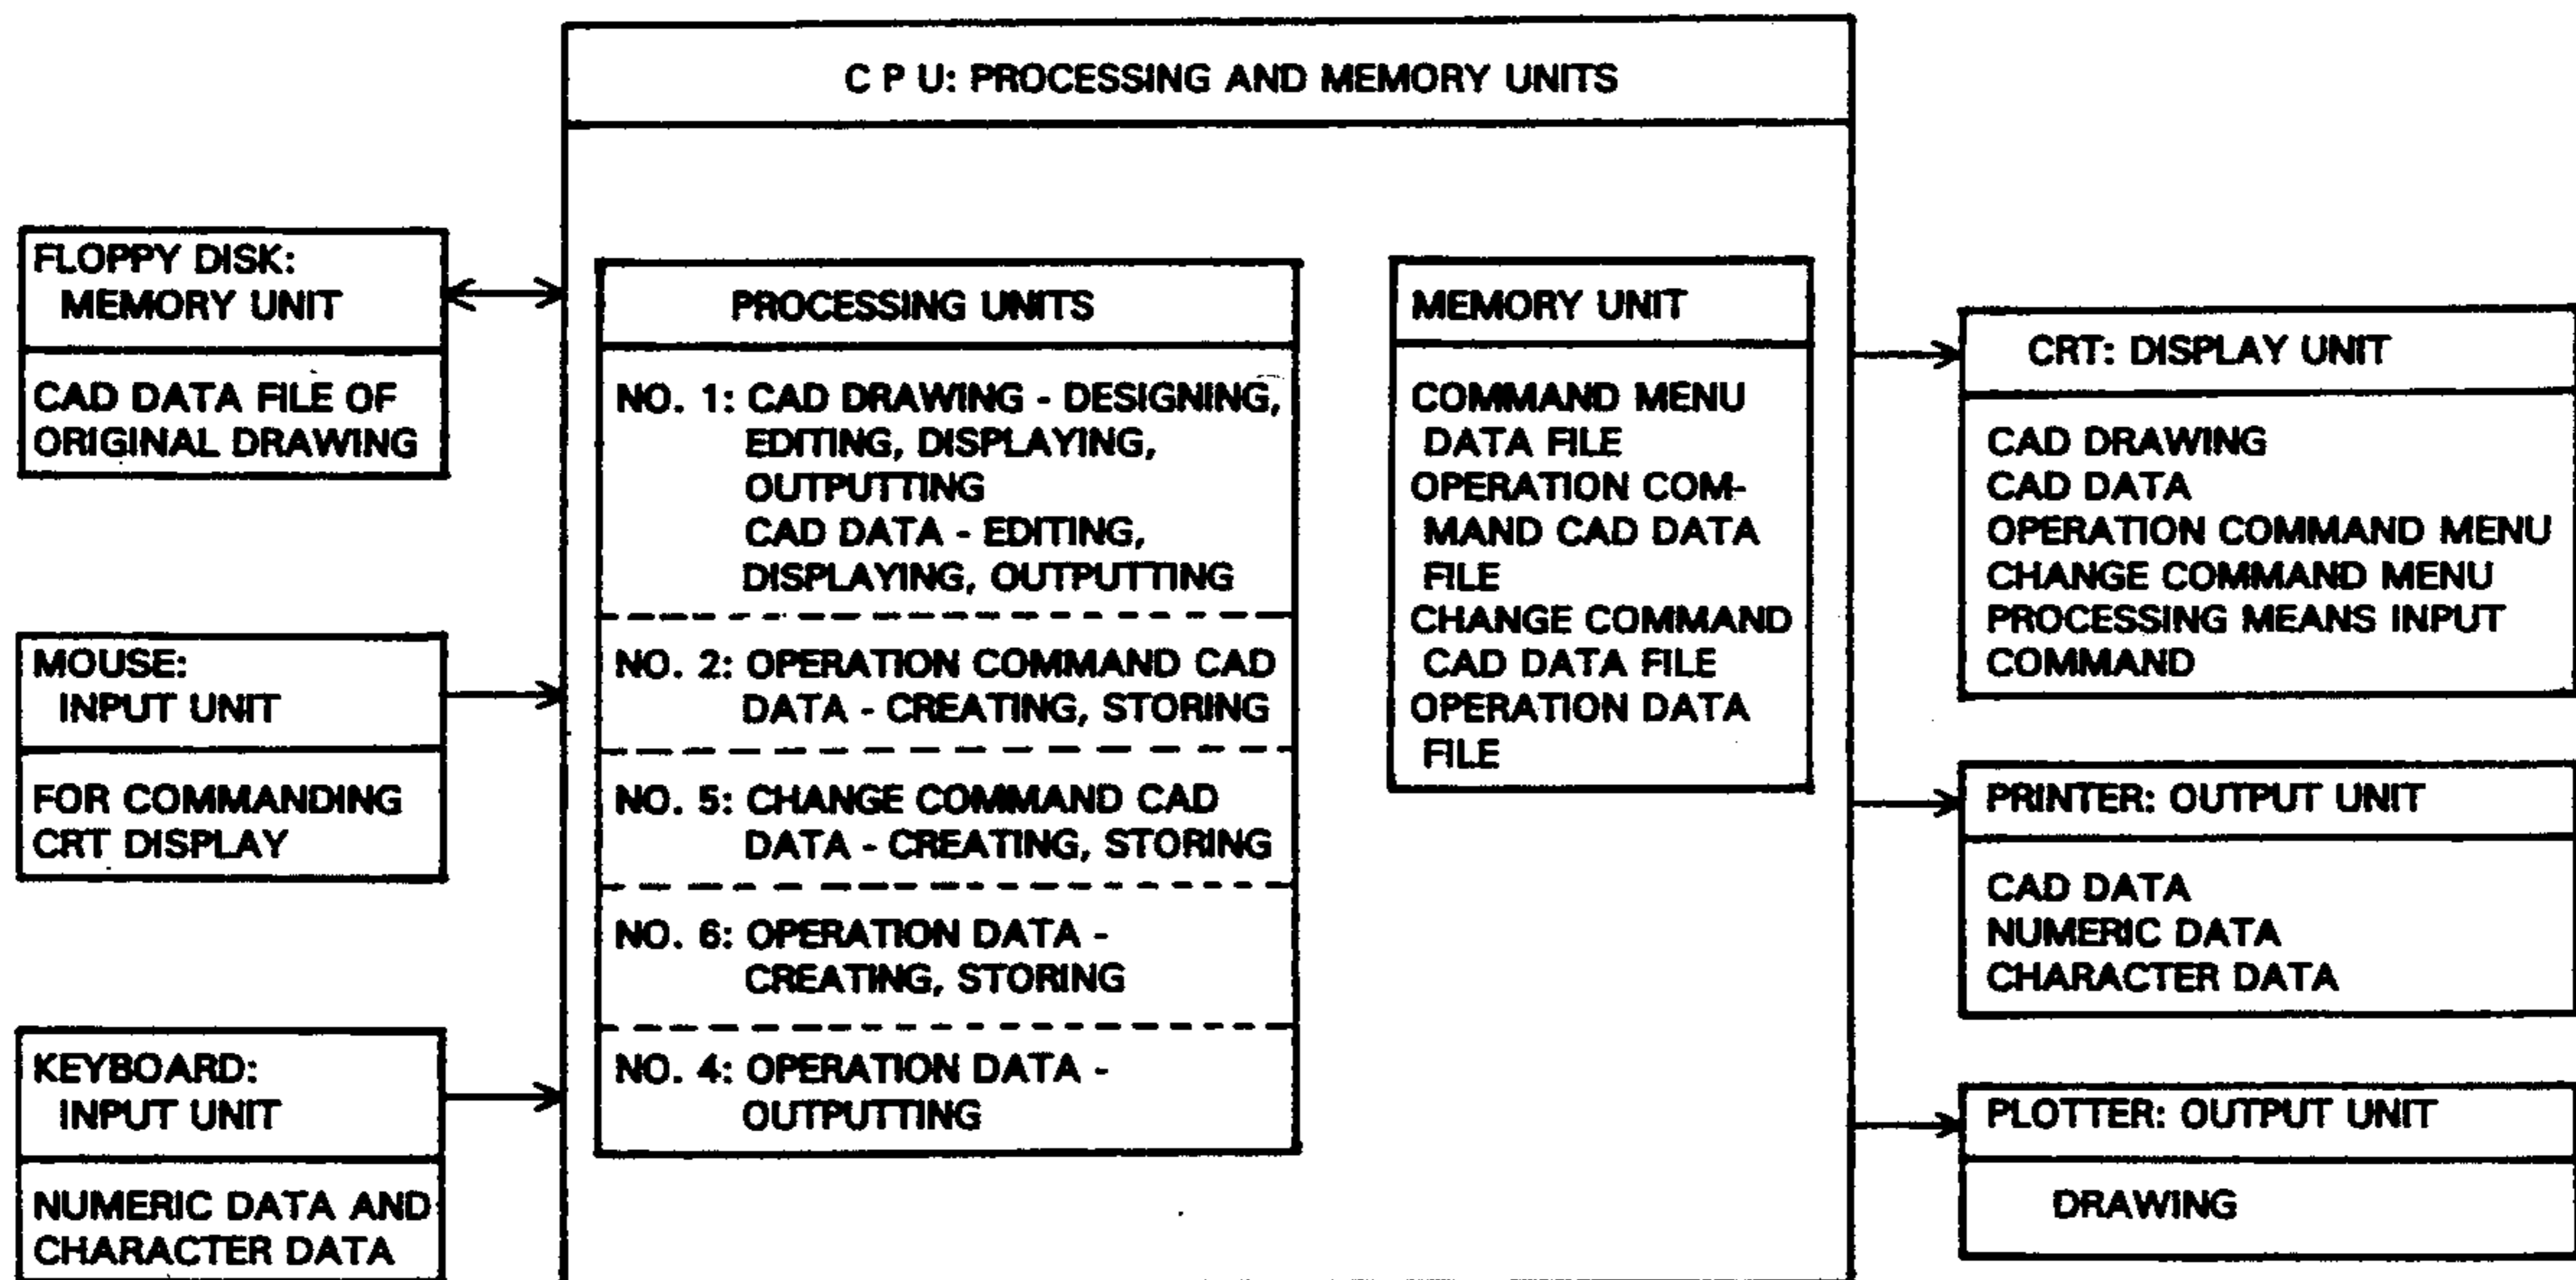 C P U: PROCESSING AND MEMORY UNITS
FLOPPY DISK:
MEMORY UNIT
CAD DATA FILE OF
ORIGINAL DRAWING
MOUSE:
INPUT UNIT
FOR COMMANDING
CRT DISPLAY
KEYBOARD:
INPUT UNIT
NUMERIC DATA AND
CHARACTER DATA
PROCESSING UNITS
NO. 1: CAD DRAWING - DESIGNING,
EDITING, DISPLAYING,
OUTPUTTING
CAD DATA - EDITING,
DISPLAYING, OUTPUTTING
NO. 2: OPERATION COMMAND CAD
DATA - CREATING, STORING
NO. 5: CHANGE COMMAND CAD
DATA - CREATING, STORING
NO. 6: OPERATION DATA -
CREATING, STORING
NO. 4: OPERATION DATA -
OUTPUTTING
MEMORY UNIT
COMMAND MENU
DATA FILE
OPERATION COM-
MAND CAD DATA
FILE
CHANGE COMMAND
CAD DATA FILE
OPERATION DATA
FILE
CRT: DISPLAY UNIT
CAD DRAWING
CAD DATA
OPERATION COMMAND MENU
CHANGE COMMAND MENU
PROCESSING MEANS INPUT
COMMAND
PRINTER: OUTPUT UNIT
CAD DATA
NUMERIC DATA
CHARACTER DATA
PLOTTER: OUTPUT UNIT
DRAWING